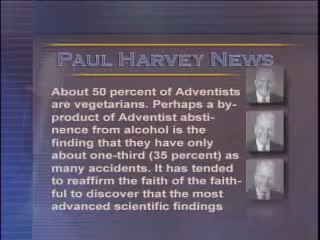 PAUL HARVEY NEWS
About 50 percent of Adventists
are vegetarians. Perhaps a by-
product of Adventist absti-
nence from alcohol is the
finding that they have only
about one-third (35 percent) as
many accidents. It has tended
to reaffirm the faith of the faith-
ful to discover that the most
advanced scientific findings